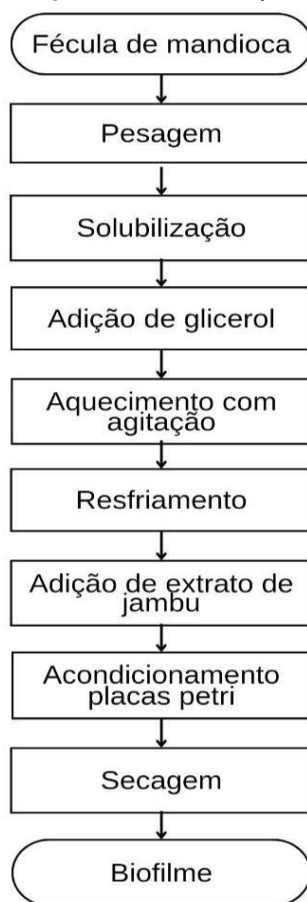 Fécula de mandioca
Pesagem
Solubilização
Adição de glicerol
Aquecimento com
agitação
Resfriamento
Adição de extrato de
jambu
Acondicionamento
placas petri
Secagem
Biofilme